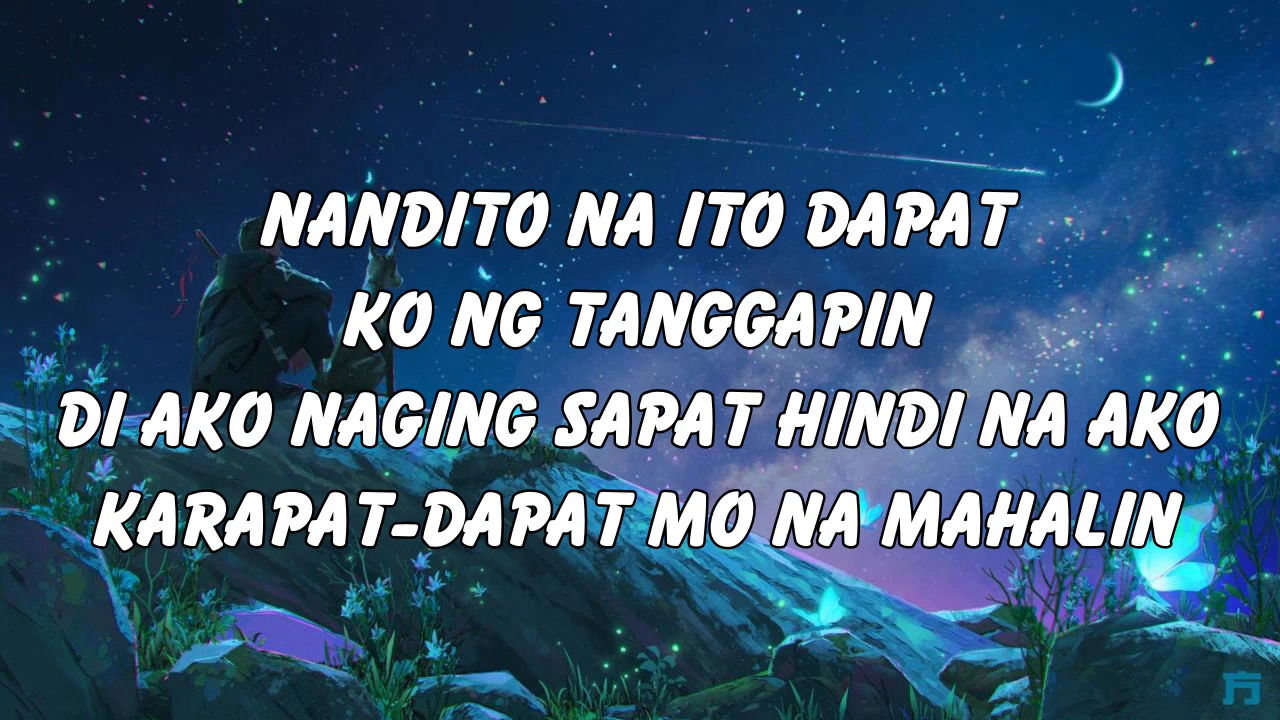 NANDITO NA ITO DAPAT
KO NG TANGGAPIN
DI AKO NAGING SAPAT HINDI NA AKO
KARAPAT-DAPAT MO NA MAHALIN